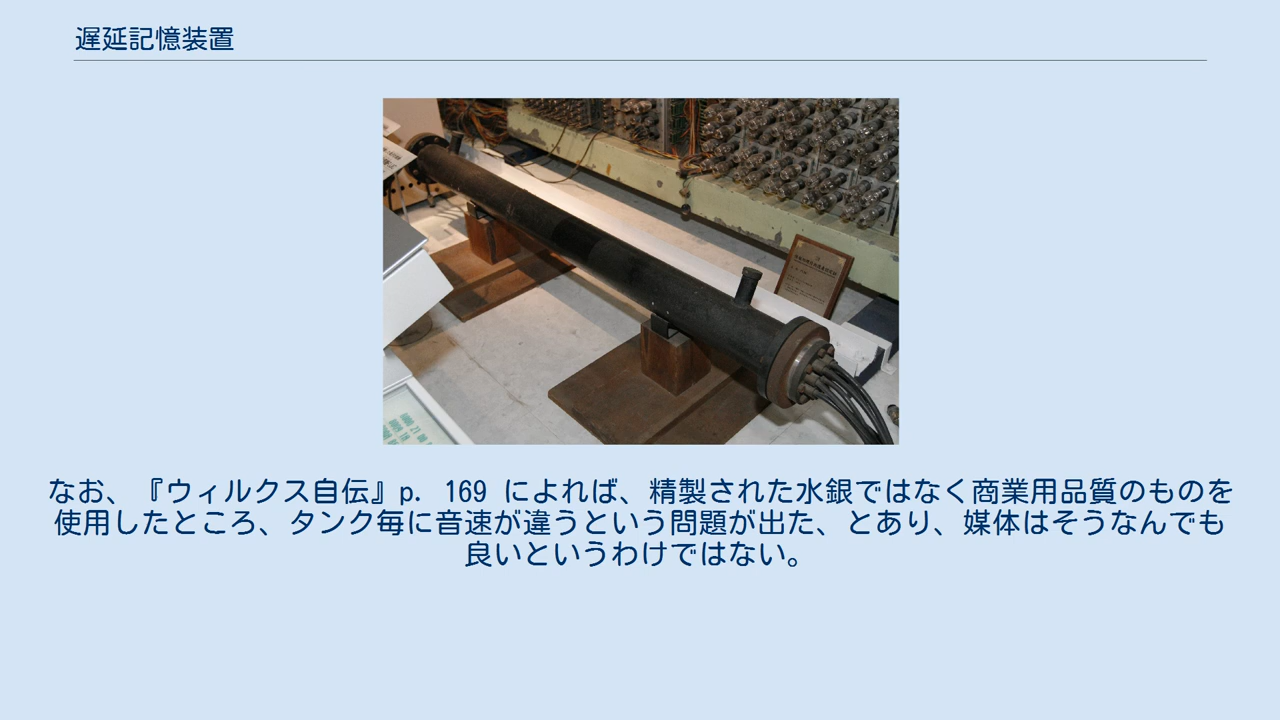 遅延記憶装置
なお、『ウィルクス自伝』p. 169 によれば、精製された水銀ではなく商業用品質のものを
使用したところ、タンク毎に音速が違うという問題が出た、とあり、媒体はそうなんでも
良いというわけではない。